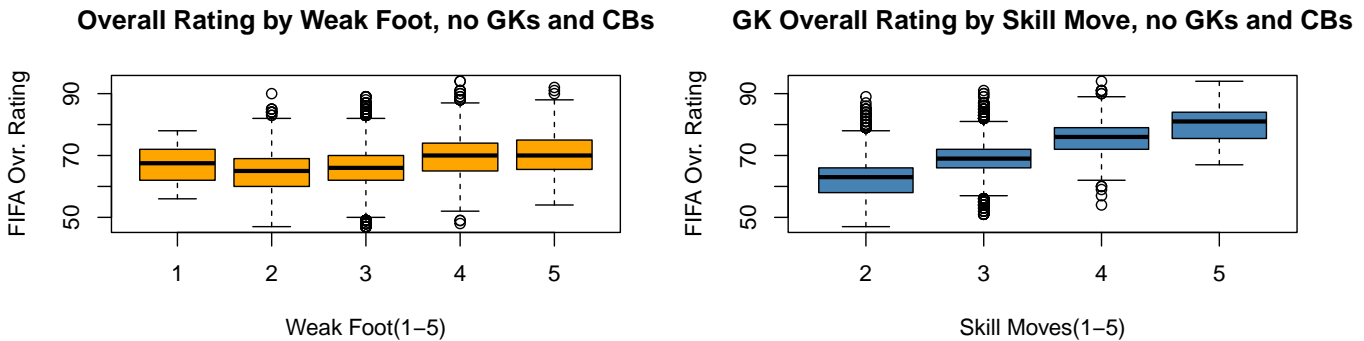 Overall Rating by Weak Foot, no GKs and CBs
FIFA Ovr. Rating
90
70
50
1 2 3 4 5
Weak Foot(1−5)
GK Overall Rating by Skill Move, no GKs and CBs
FIFA Ovr. Rating
90
70
50
2 3 4 5
Skill Moves(1−5)